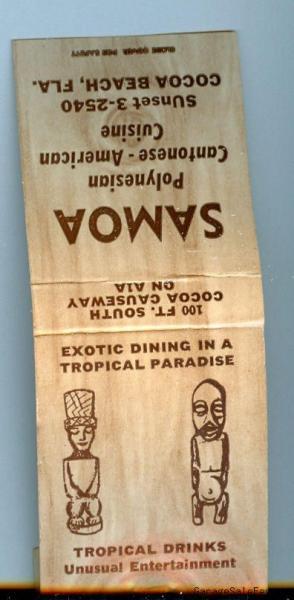 SAMOA
Polynesian
Cantonese - American
Cuisine
SUnset 3-2540
COCOA BEACH, FLA.
CLOSE COVER FOR SAFETY
100 FT. SOUTH
COCOA CAUSEWAY
ON A1A
EXOTIC DINING IN A
TROPICAL PARADISE
TROPICAL DRINKS
Unusual Entertainment